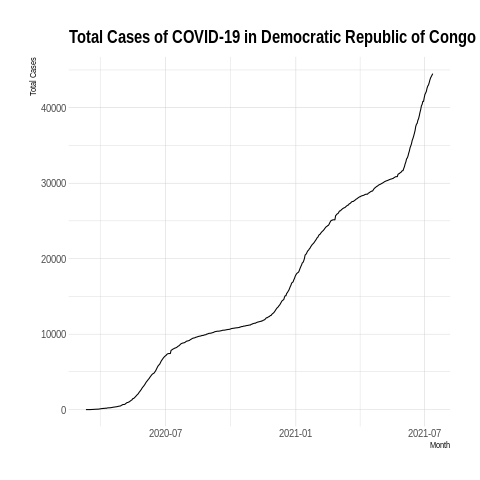 Total Cases of COVID-19 in Democratic Republic of Congo
Total Cases
40000
30000
20000
10000
0
2020-07
2021-01
2021-07
Month